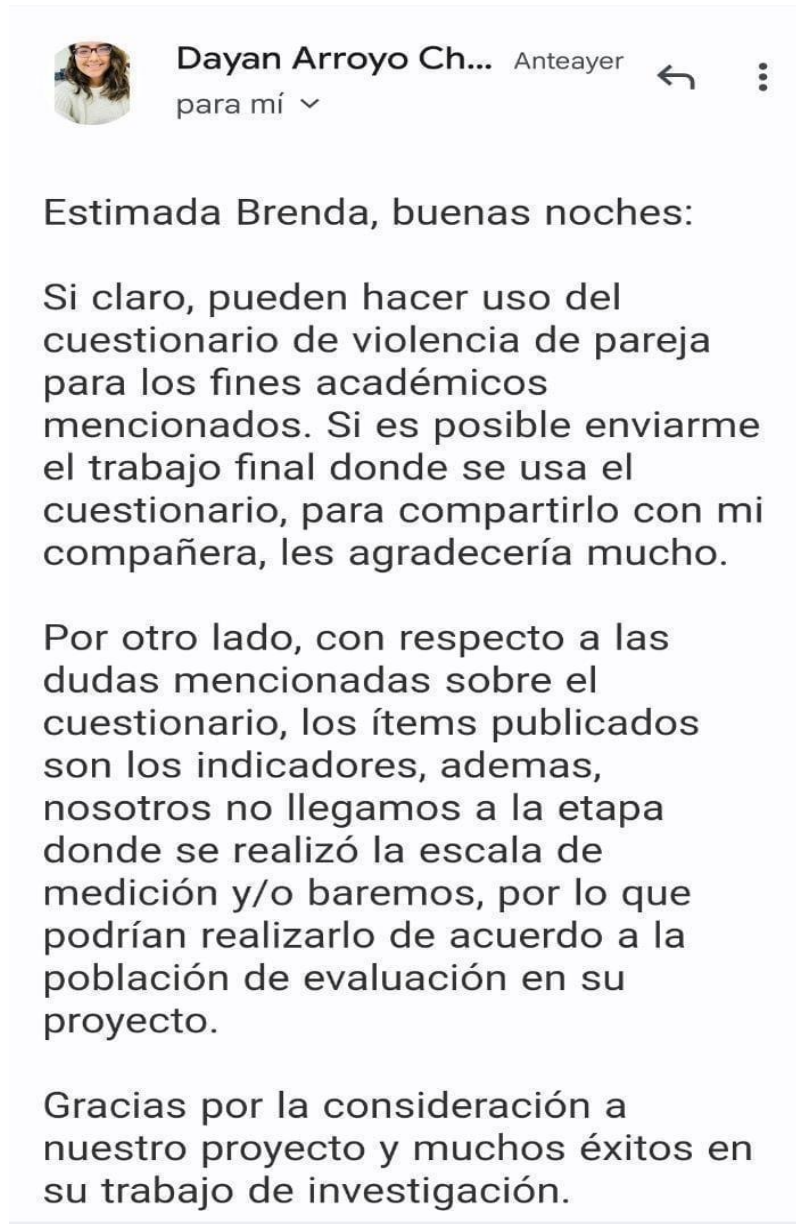 Dayan Arroyo Ch... Anteayer
para mí
Estimada Brenda, buenas noches:
Si claro, pueden hacer uso del
cuestionario de violencia de pareja
para los fines académicos
mencionados. Si es posible enviarme
el trabajo final donde se usa el
cuestionario, para compartirlo con mi
compañera, les agradecería mucho.
Por otro lado, con respecto a las
dudas mencionadas sobre el
cuestionario, los ítems publicados
son los indicadores, ademas,
nosotros no llegamos a la etapa
donde se realizó la escala de
medición y/o baremos, por lo que
podrían realizarlo de acuerdo a la
población de evaluación en su
proyecto.
Gracias por la consideración a
nuestro proyecto y muchos éxitos en
su trabajo de investigación.